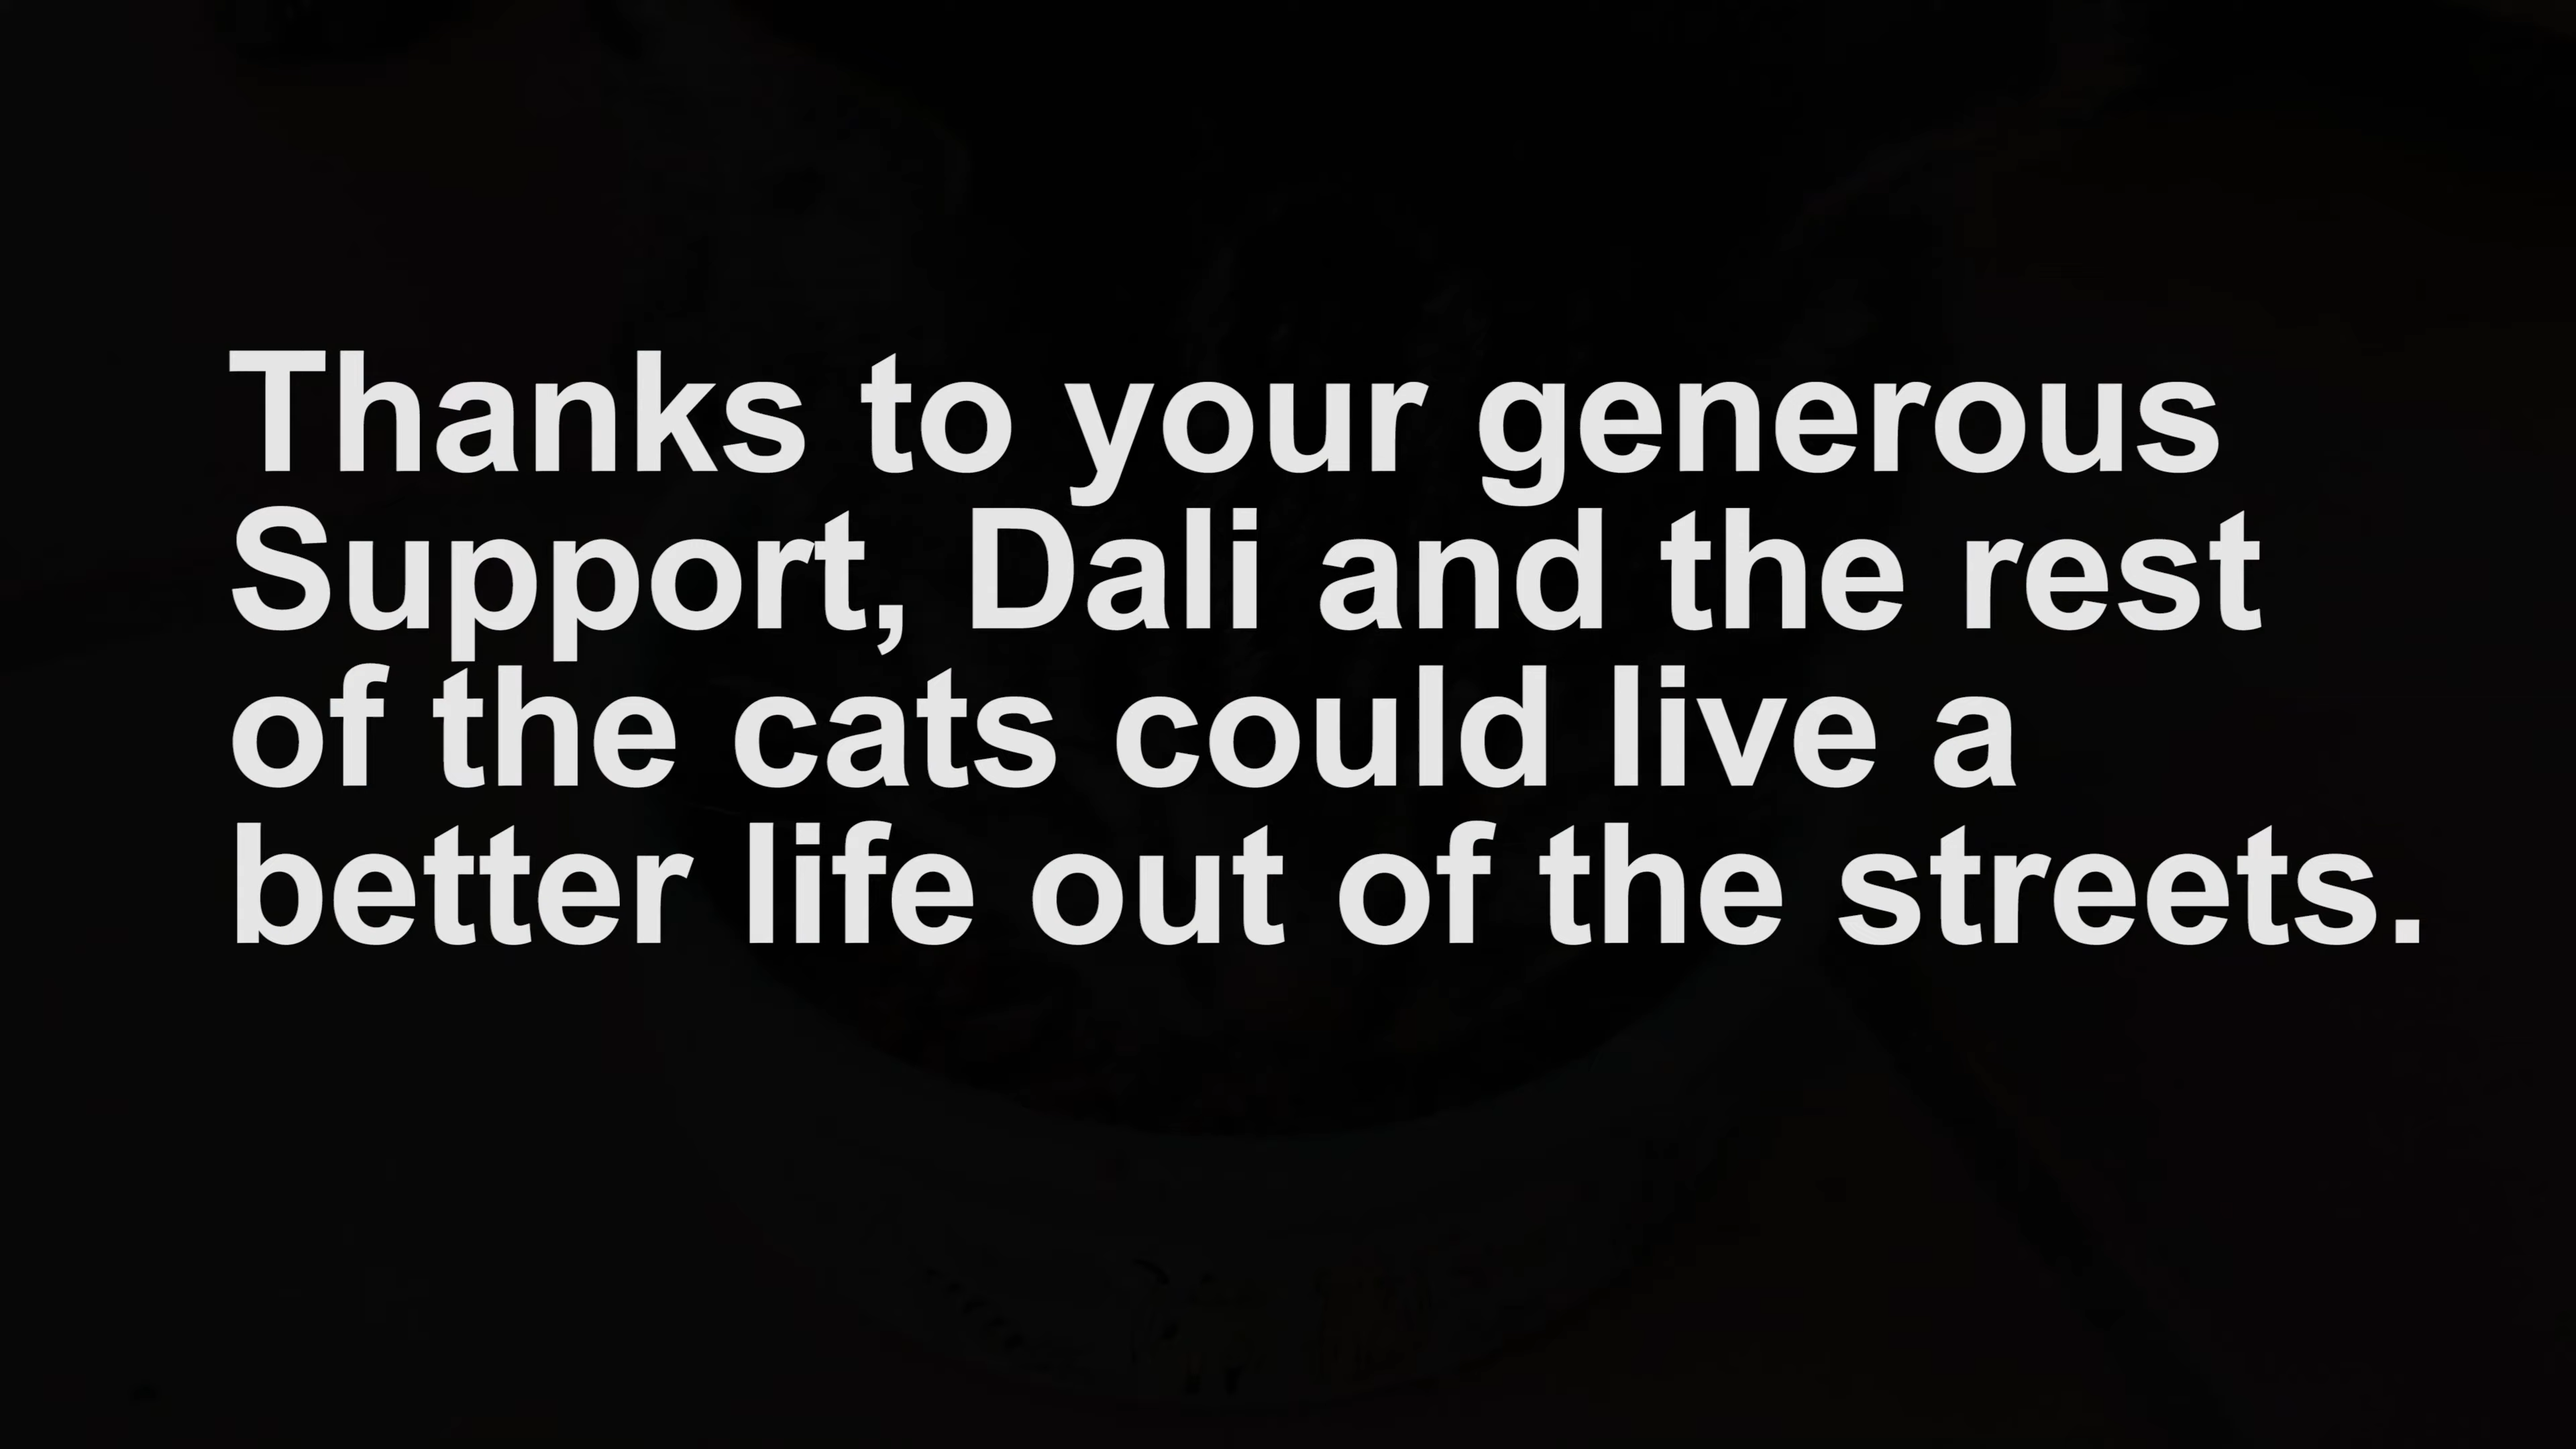 Thanks to your generous
Support, Dali and the rest
of the cats could live a
better life out of the streets.